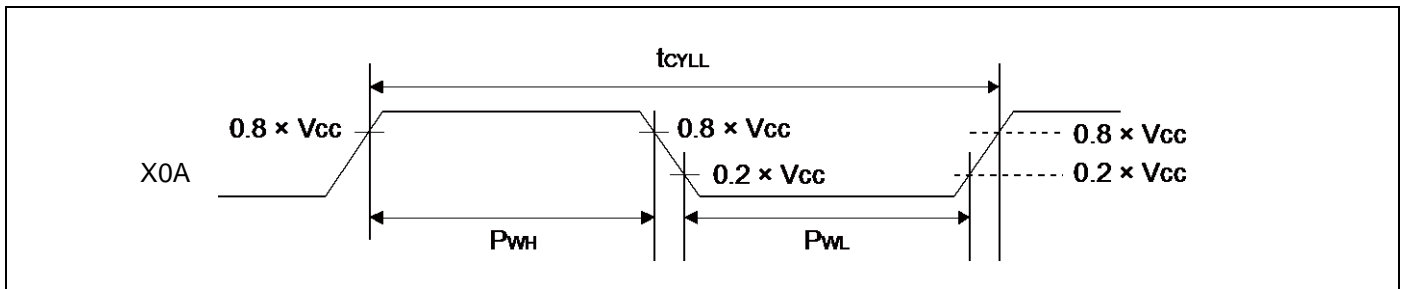 tCYLL
0.8 × Vcc
0.8 × Vcc
0.8 × Vcc
X0A
0.2 × Vcc
0.2 × Vcc
PWH
PWL